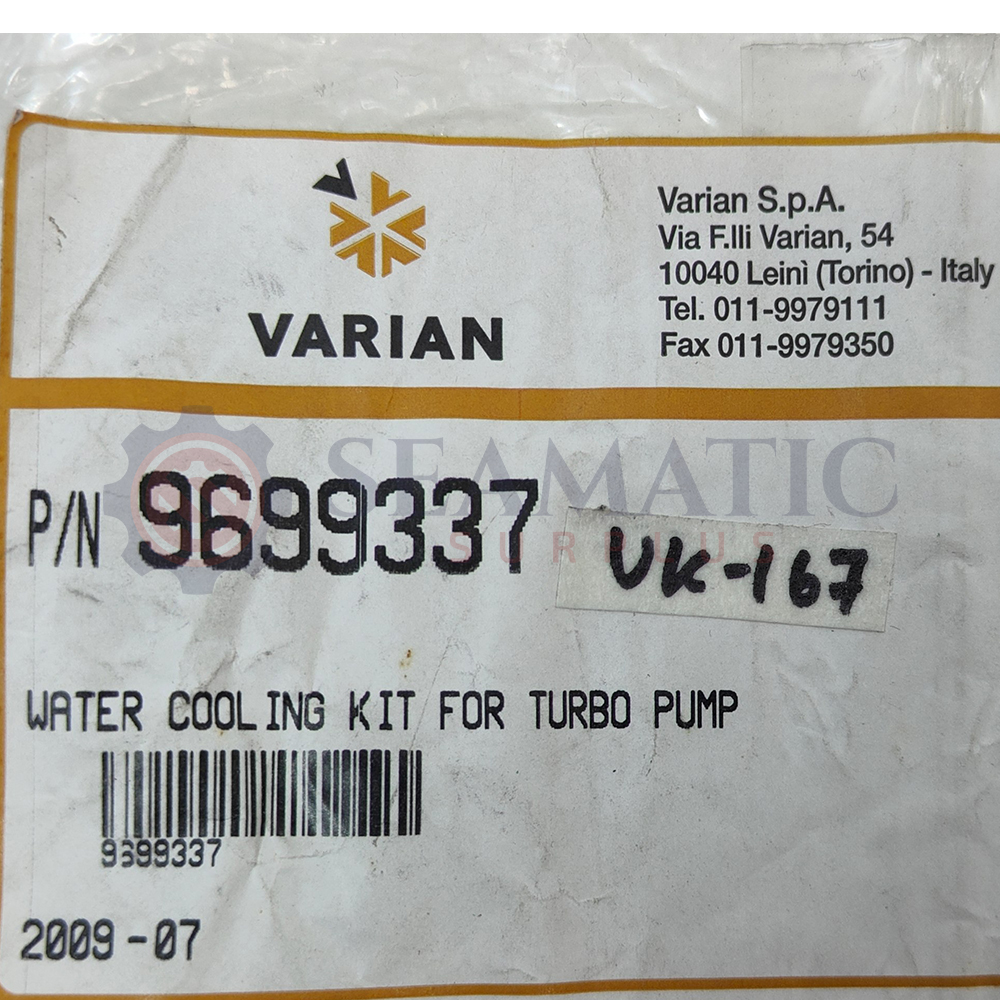 VARIAN
Varian S.p.A.
Via F.lli Varian, 54
10040 Leinì (Torino) - Italy
Tel. 011-9979111
Fax 011-9979350
SEAMATIC
SURPLUS
P/N 9699337
VK-167
WATER COOLING KIT FOR TURBO PUMP
9699337
2009-07